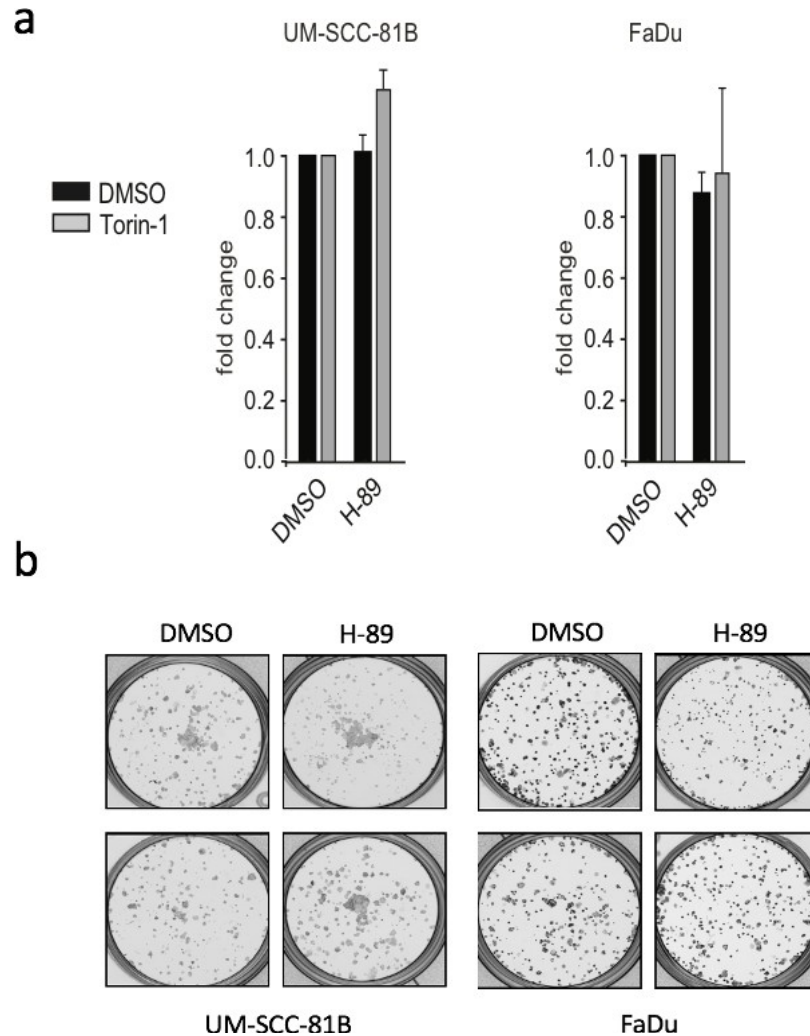 a
UM-SCC-81B
FaDu
DMSO
Torin-1
fold change
1.0
0.8
0.6
0.4
0.2
0.0
DMSO
H-89
fold change
1.0
0.8
0.6
0.4
0.2
0.0
DMSO
H-89
b
DMSO H-89 DMSO H-89
UM-SCC-81B FaDu